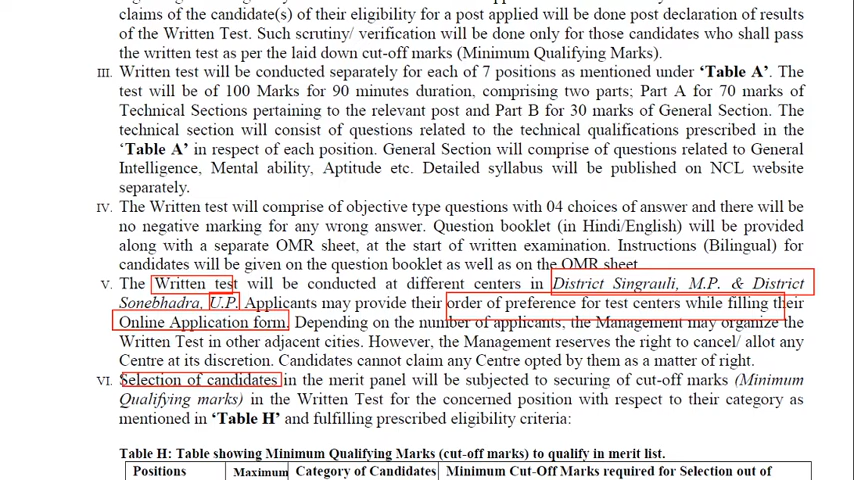 claims of the candidate(s) of their eligibility for a post applied will be done post declaration of results
of the Written Test. Such scrutiny/ verification will be done only for those candidates who shall pass
the written test as per the laid down cut-off marks (Minimum Qualifying Marks).
III. Written test will be conducted separately for each of 7 positions as mentioned under ‘Table A’. The
test will be of 100 Marks for 90 minutes duration, comprising two parts; Part A for 70 marks of
Technical Sections pertaining to the relevant post and Part B for 30 marks of General Section. The
technical section will consist of questions related to the technical qualifications prescribed in the
‘Table A’ in respect of each position. General Section will comprise of questions related to General
Intelligence, Mental ability, Aptitude etc. Detailed syllabus will be published on NCL website
separately.
IV. The Written test will comprise of objective type questions with 04 choices of answer and there will be
no negative marking for any wrong answer. Question booklet (in Hindi/English) will be provided
along with a separate OMR sheet, at the start of written examination. Instructions (Bilingual) for
candidates will be given on the question booklet as well as on the OMR sheet
V. The Written test will be conducted at different centers in District Singrauli, M.P. & District
Sonebhadra, U.P. Applicants may provide their order of preference for test centers while filling their
Online Application form. Depending on the number of applicants, the Management may organize the
Written Test in other adjacent cities. However, the Management reserves the right to cancel/ allot any
Centre at its discretion. Candidates cannot claim any Centre opted by them as a matter of right.
VI. Selection of candidates in the merit panel will be subjected to securing of cut-off marks (Minimum
Qualifying marks) in the Written Test for the concerned position with respect to their category as
mentioned in ‘Table H’ and fulfilling prescribed eligibility criteria:
Table H: Table showing Minimum Qualifying Marks (cut-off marks) to qualify in merit list.
Positions Maximum Category of Candidates Minimum Cut-Off Marks required for Selection out of